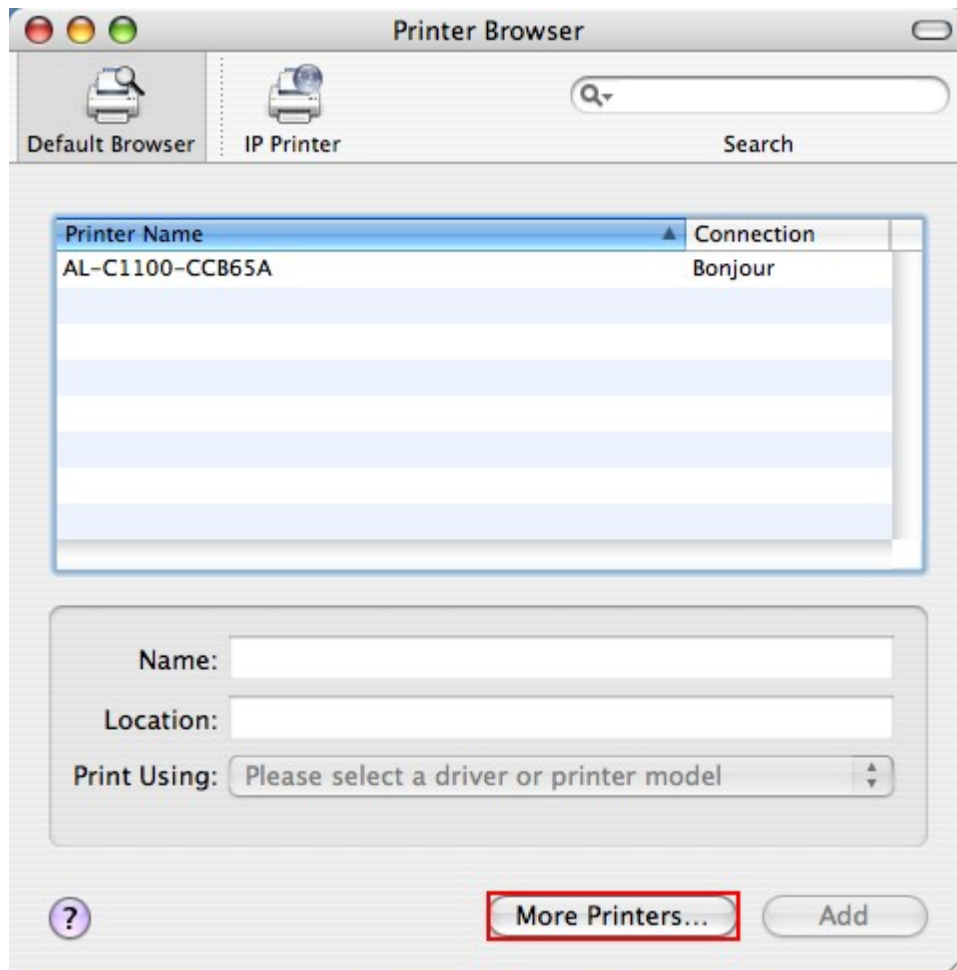 Printer Browser
Default Browser
IP Printer
Search
Printer Name Connection
AL-C1100-CCB65A Bonjour
Name:
Location:
Print Using: Please select a driver or printer model
? More Printers... Add